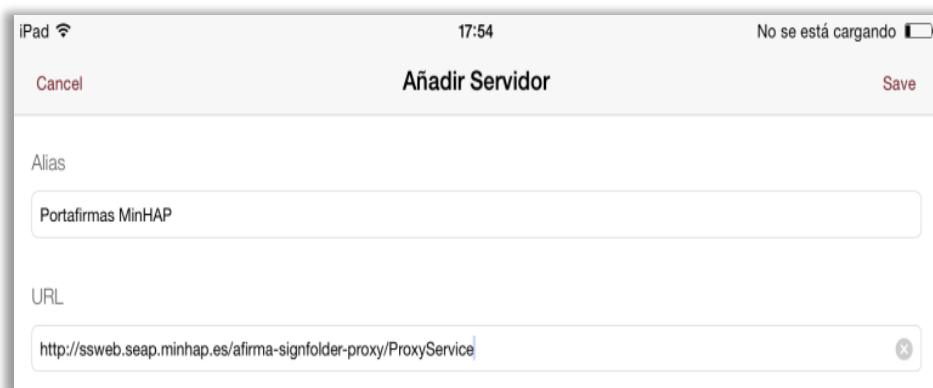 iPad 17:54 No se está cargando
Cancel Añadir Servidor Save
Alias
Portafirmas MinHAP
URL
http://ssweb.seap.minhap.es/afirma-signfolder-proxy/ProxyService